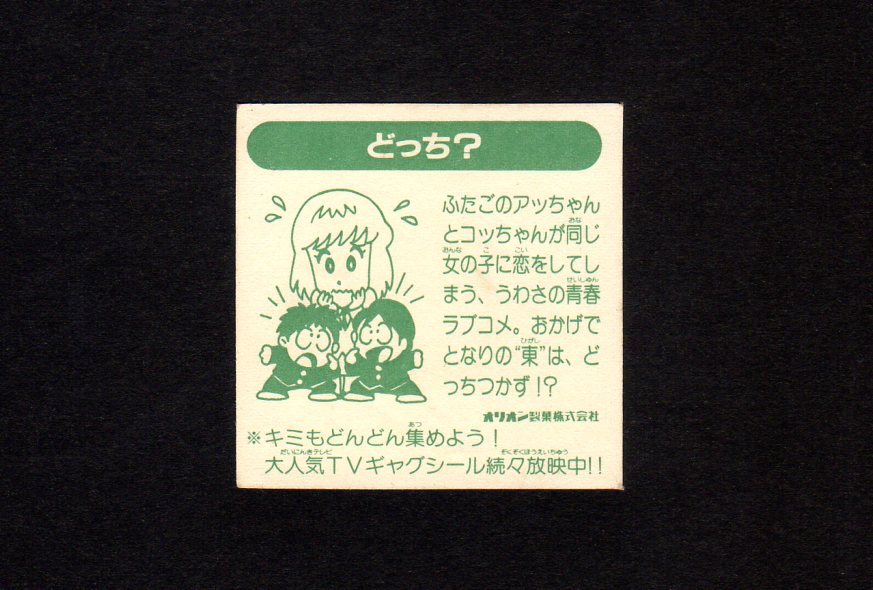 どっち?
ふたごのアッちゃん
とコッちゃんが同じ
女の子に恋をしてし
まう、うわさの青春
ラブコメ。おかげで
となりの“東”は、ど
っちつかず!?
オリオン製菓株式会社
※キミもどんどん集めよう!
大人気TVギャグシール続々放映中!!